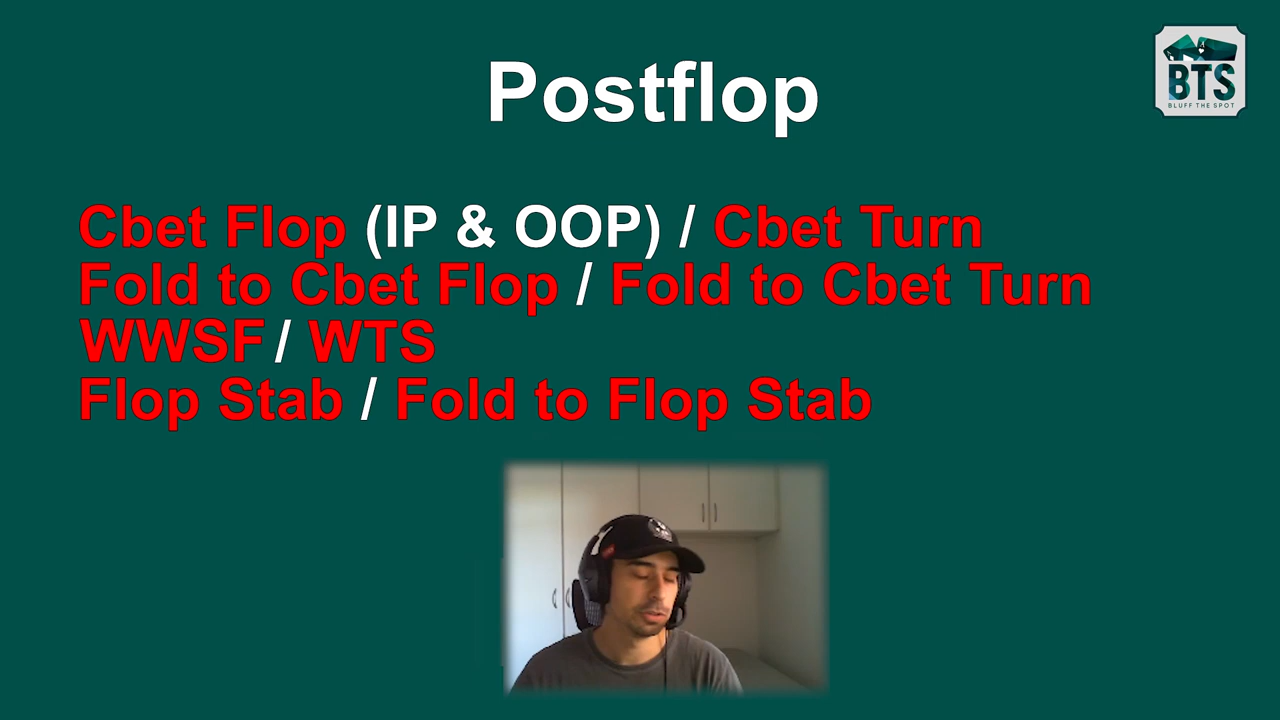 Postflop
BTS
BLUFF THE SPOT
Cbet Flop (IP & OOP) / Cbet Turn
Fold to Cbet Flop / Fold to Cbet Turn
WWSF / WTS
Flop Stab / Fold to Flop Stab